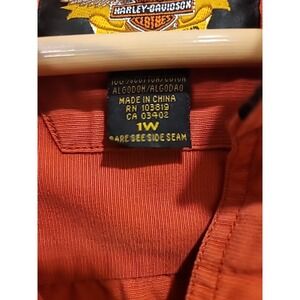 HARLEY-DAVIDSON
CLOTHES
100% COTTON/COTON
ALGODON/ALGODAO
MADE IN CHINA
RN 103819
CA 03402
1W
CARE SEE SIDE SEAM